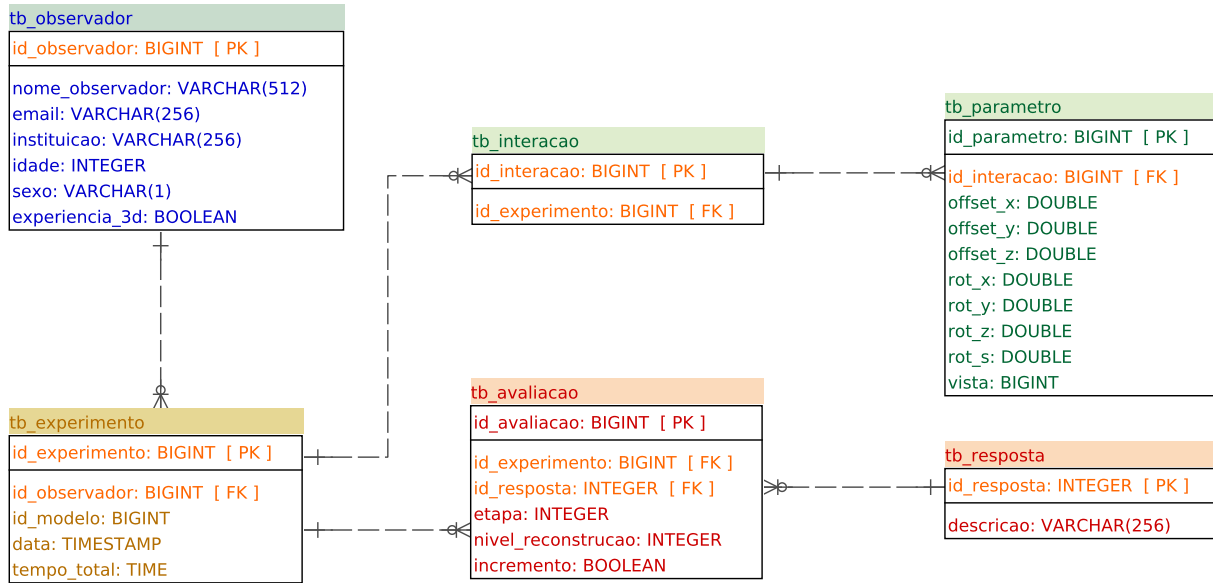 tb_observador
id_observador: BIGINT [ PK ]
nome_observador: VARCHAR(512)
email: VARCHAR(256)
instituicao: VARCHAR(256)
idade: INTEGER
sexo: VARCHAR(1)
experiencia_3d: BOOLEAN
tb_interacao
id_interacao: BIGINT [ PK ]
id_experimento: BIGINT [ FK ]
tb_parametro
id_parametro: BIGINT [ PK ]
id_interacao: BIGINT [ FK ]
offset_x: DOUBLE
offset_y: DOUBLE
offset_z: DOUBLE
rot_x: DOUBLE
rot_y: DOUBLE
rot_z: DOUBLE
rot_s: DOUBLE
vista: BIGINT
tb_experimento
id_experimento: BIGINT [ PK ]
id_observador: BIGINT [ FK ]
id_modelo: BIGINT
data: TIMESTAMP
tempo_total: TIME
tb_avaliacao
id_avaliacao: BIGINT [ PK ]
id_experimento: BIGINT [ FK ]
id_resposta: INTEGER [ FK ]
etapa: INTEGER
nivel_reconstrucao: INTEGER
incremento: BOOLEAN
tb_resposta
id_resposta: INTEGER [ PK ]
descricao: VARCHAR(256)